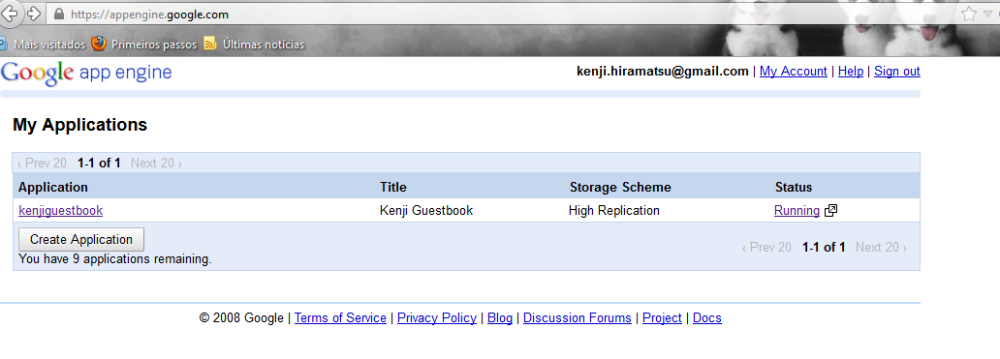 https://appengine.google.com
Mais visitados Primeiros passos Últimas notícias
Google app engine
kenji.hiramatsu@gmail.com | My Account | Help | Sign out
My Applications
‹ Prev 20 1-1 of 1 Next 20 ›
Application Title Storage Scheme Status
kenjiguestbook Kenji Guestbook High Replication Running
Create Application
You have 9 applications remaining.
‹ Prev 20 1-1 of 1 Next 20 ›
© 2008 Google | Terms of Service | Privacy Policy | Blog | Discussion Forums | Project | Docs